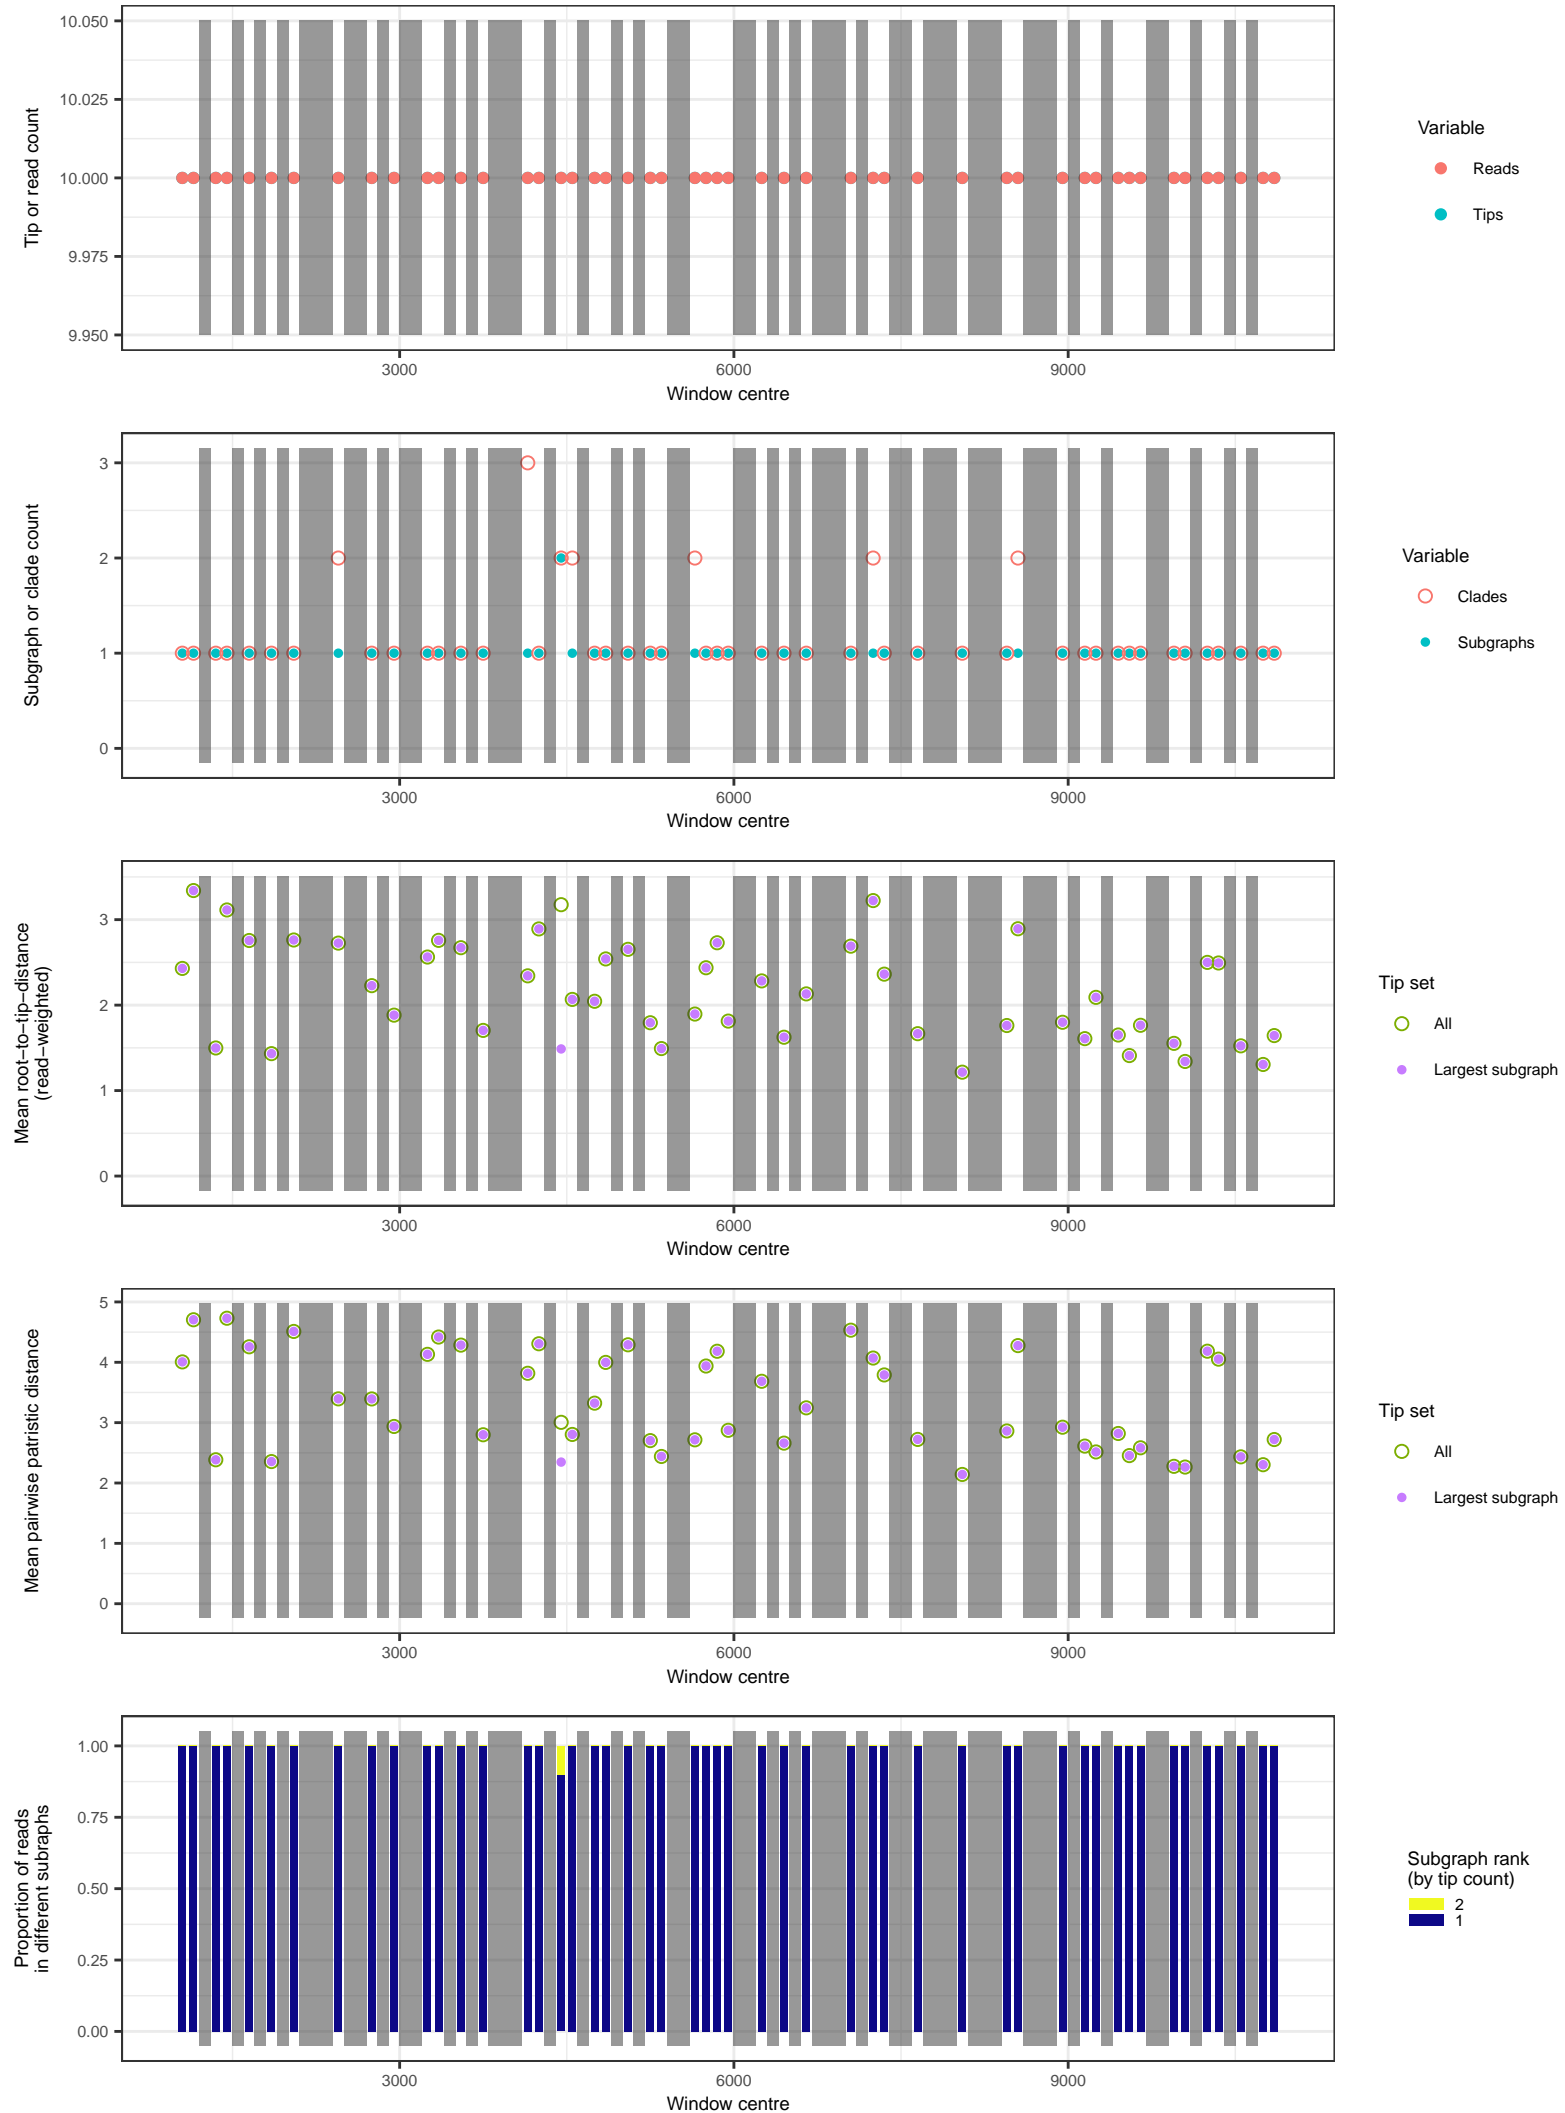 10.050
10.025
10.000
9.975
9.950
Tip or read count
3000 6000 9000
Window centre
Variable
Reads
Tips
3
2
1
0
Subgraph or clade count
3000 6000 9000
Window centre
Variable
Clades
Subgraphs
3
2
1
0
Mean root−to−tip−distance
(read−weighted)
3000 6000 9000
Window centre
Tip set
All
Largest subgraph
5
4
3
2
1
0
Mean pairwise patristic distance
3000 6000 9000
Window centre
Tip set
All
Largest subgraph
1.00
0.75
0.50
0.25
0.00
Proportion of reads
in different subraphs
3000 6000 9000
Window centre
Subgraph rank
(by tip count)
2
1